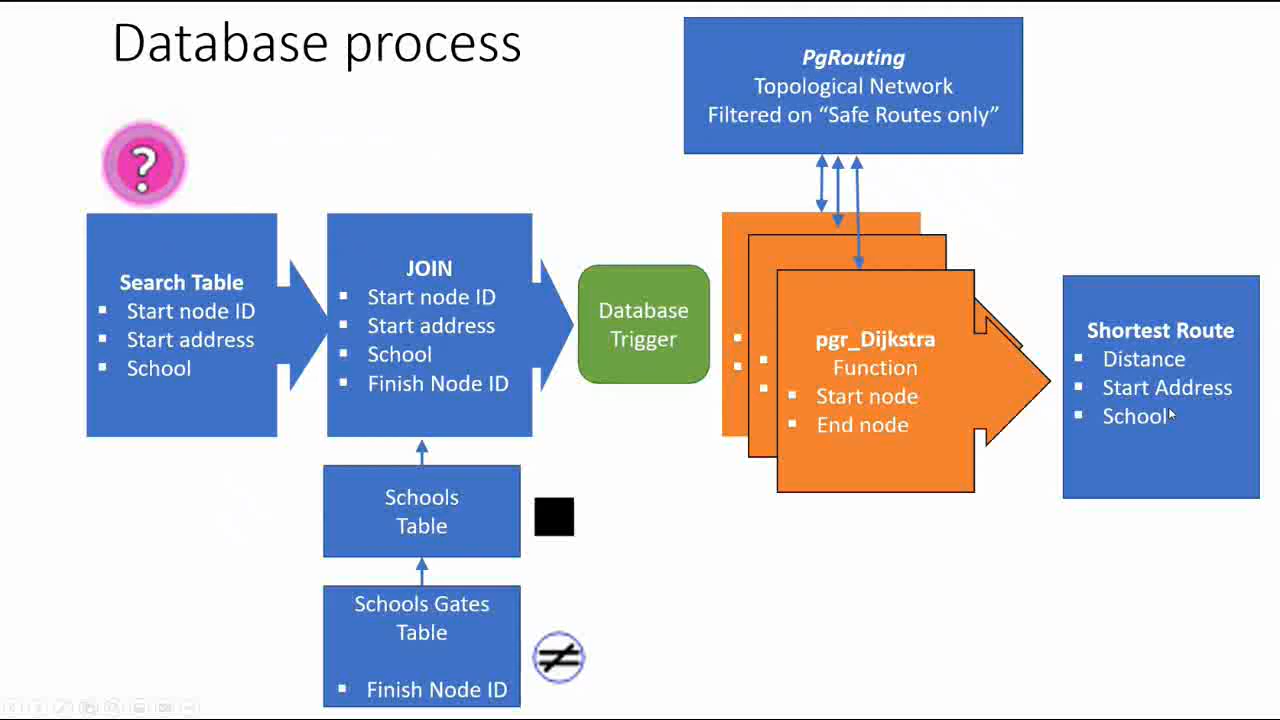 Database process
PgRouting
Topological Network
Filtered on “Safe Routes only”
?
Search Table
Start node ID
Start address
School
JOIN
Start node ID
Start address
School
Finish Node ID
Database
Trigger
pgr_Dijkstra
Function
Start node
End node
Shortest Route
Distance
Start Address
School
Schools
Table
Schools Gates
Table
Finish Node ID